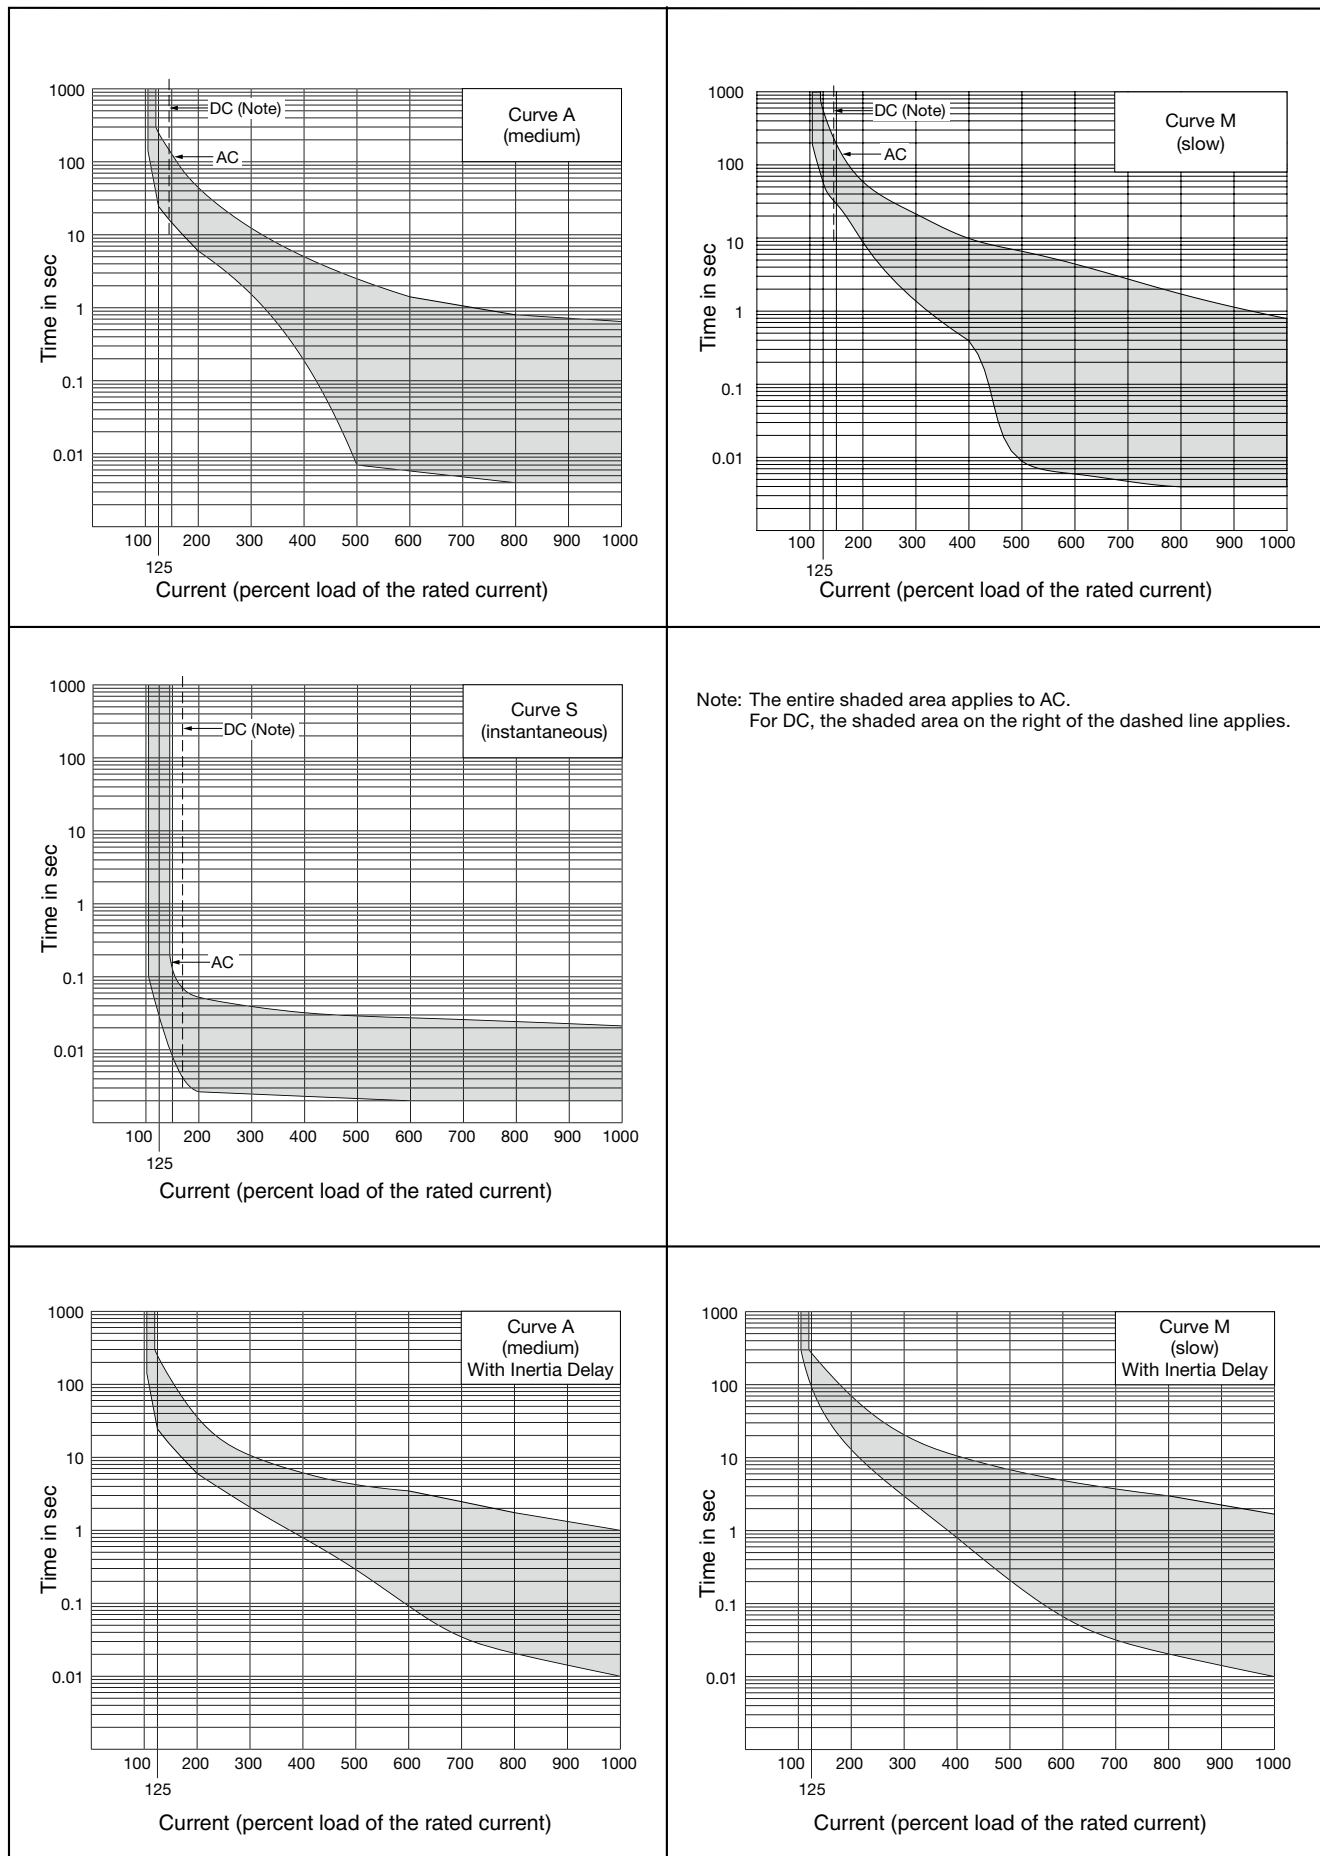 1000
100
10
1
0.1
0.01
Time in sec
DC (Note)
AC
Curve A
(medium)
100 200 300 400 500 600 700 800 900 1000
125
Current (percent load of the rated current)
1000
100
10
1
0.1
0.01
Time in sec
DC (Note)
AC
Curve M
(slow)
100 200 300 400 500 600 700 800 900 1000
125
Current (percent load of the rated current)
1000
100
10
1
0.1
0.01
Time in sec
DC (Note)
AC
Curve S
(instantaneous)
100 200 300 400 500 600 700 800 900 1000
125
Current (percent load of the rated current)
Note: The entire shaded area applies to AC.
For DC, the shaded area on the right of the dashed line applies.
1000
100
10
1
0.1
0.01
Time in sec
Curve A
(medium)
With Inertia Delay
100 200 300 400 500 600 700 800 900 1000
125
Current (percent load of the rated current)
1000
100
10
1
0.1
0.01
Time in sec
Curve M
(slow)
With Inertia Delay
100 200 300 400 500 600 700 800 900 1000
125
Current (percent load of the rated current)